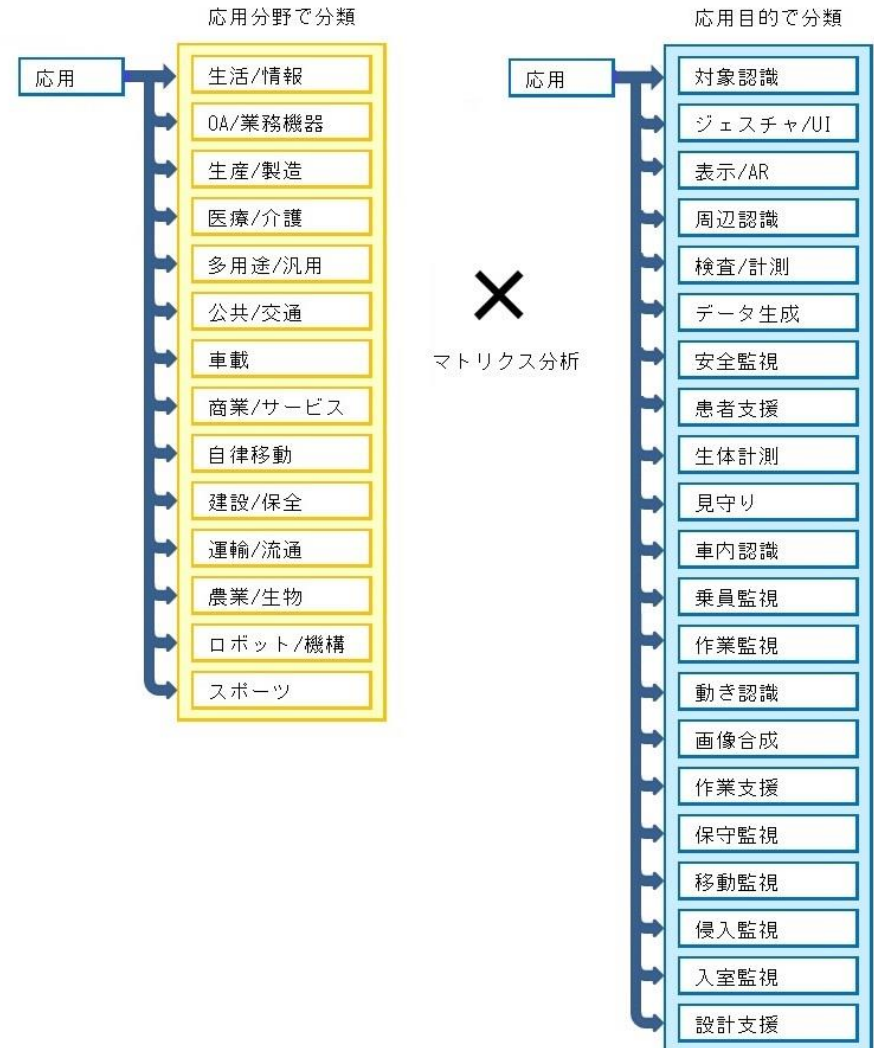 応用分野で分類
応用
生活/情報
OA/業務機器
生産/製造
医療/介護
多用途/汎用
公共/交通
車載
商業/サービス
自律移動
建設/保全
運輸/流通
農業/生物
ロボット/機構
スポーツ
マトリクス分析
応用目的で分類
応用
対象認識
ジェスチャ/UI
表示/AR
周辺認識
検査/計測
データ生成
安全監視
患者支援
生体計測
見守り
車内認識
乗員監視
作業監視
動き認識
画像合成
作業支援
保守監視
移動監視
侵入監視
入室監視
設計支援